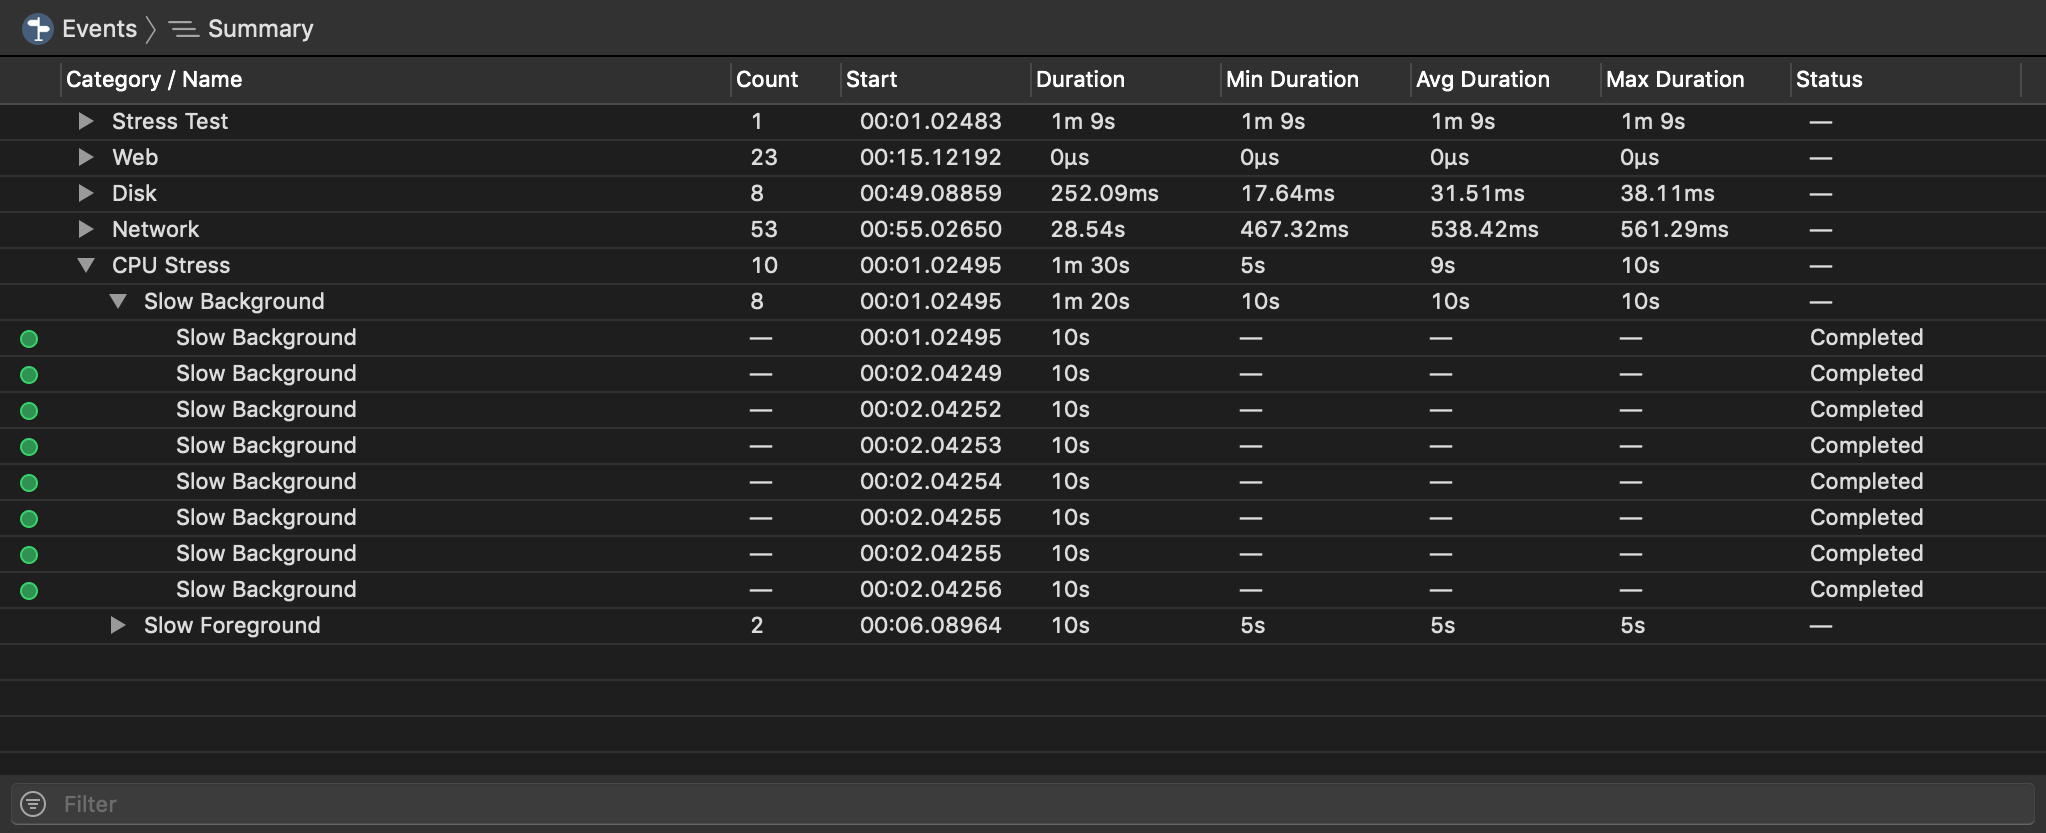 Events Summary
Category / Name Count Start Duration Min Duration Avg Duration Max Duration Status
Stress Test 1 00:01.02483 1m 9s 1m 9s 1m 9s 1m 9s —
Web 23 00:15.12192 0µs 0µs 0µs 0µs —
Disk 8 00:49.08859 252.09ms 17.64ms 31.51ms 38.11ms —
Network 53 00:55.02650 28.54s 467.32ms 538.42ms 561.29ms —
CPU Stress 10 00:01.02495 1m 30s 5s 9s 10s —
Slow Background 8 00:01.02495 1m 20s 10s 10s 10s —
Slow Background — 00:01.02495 10s — — — Completed
Slow Background — 00:02.04249 10s — — — Completed
Slow Background — 00:02.04252 10s — — — Completed
Slow Background — 00:02.04253 10s — — — Completed
Slow Background — 00:02.04254 10s — — — Completed
Slow Background — 00:02.04255 10s — — — Completed
Slow Background — 00:02.04255 10s — — — Completed
Slow Background — 00:02.04256 10s — — — Completed
Slow Foreground 2 00:06.08964 10s 5s 5s 5s —
Filter